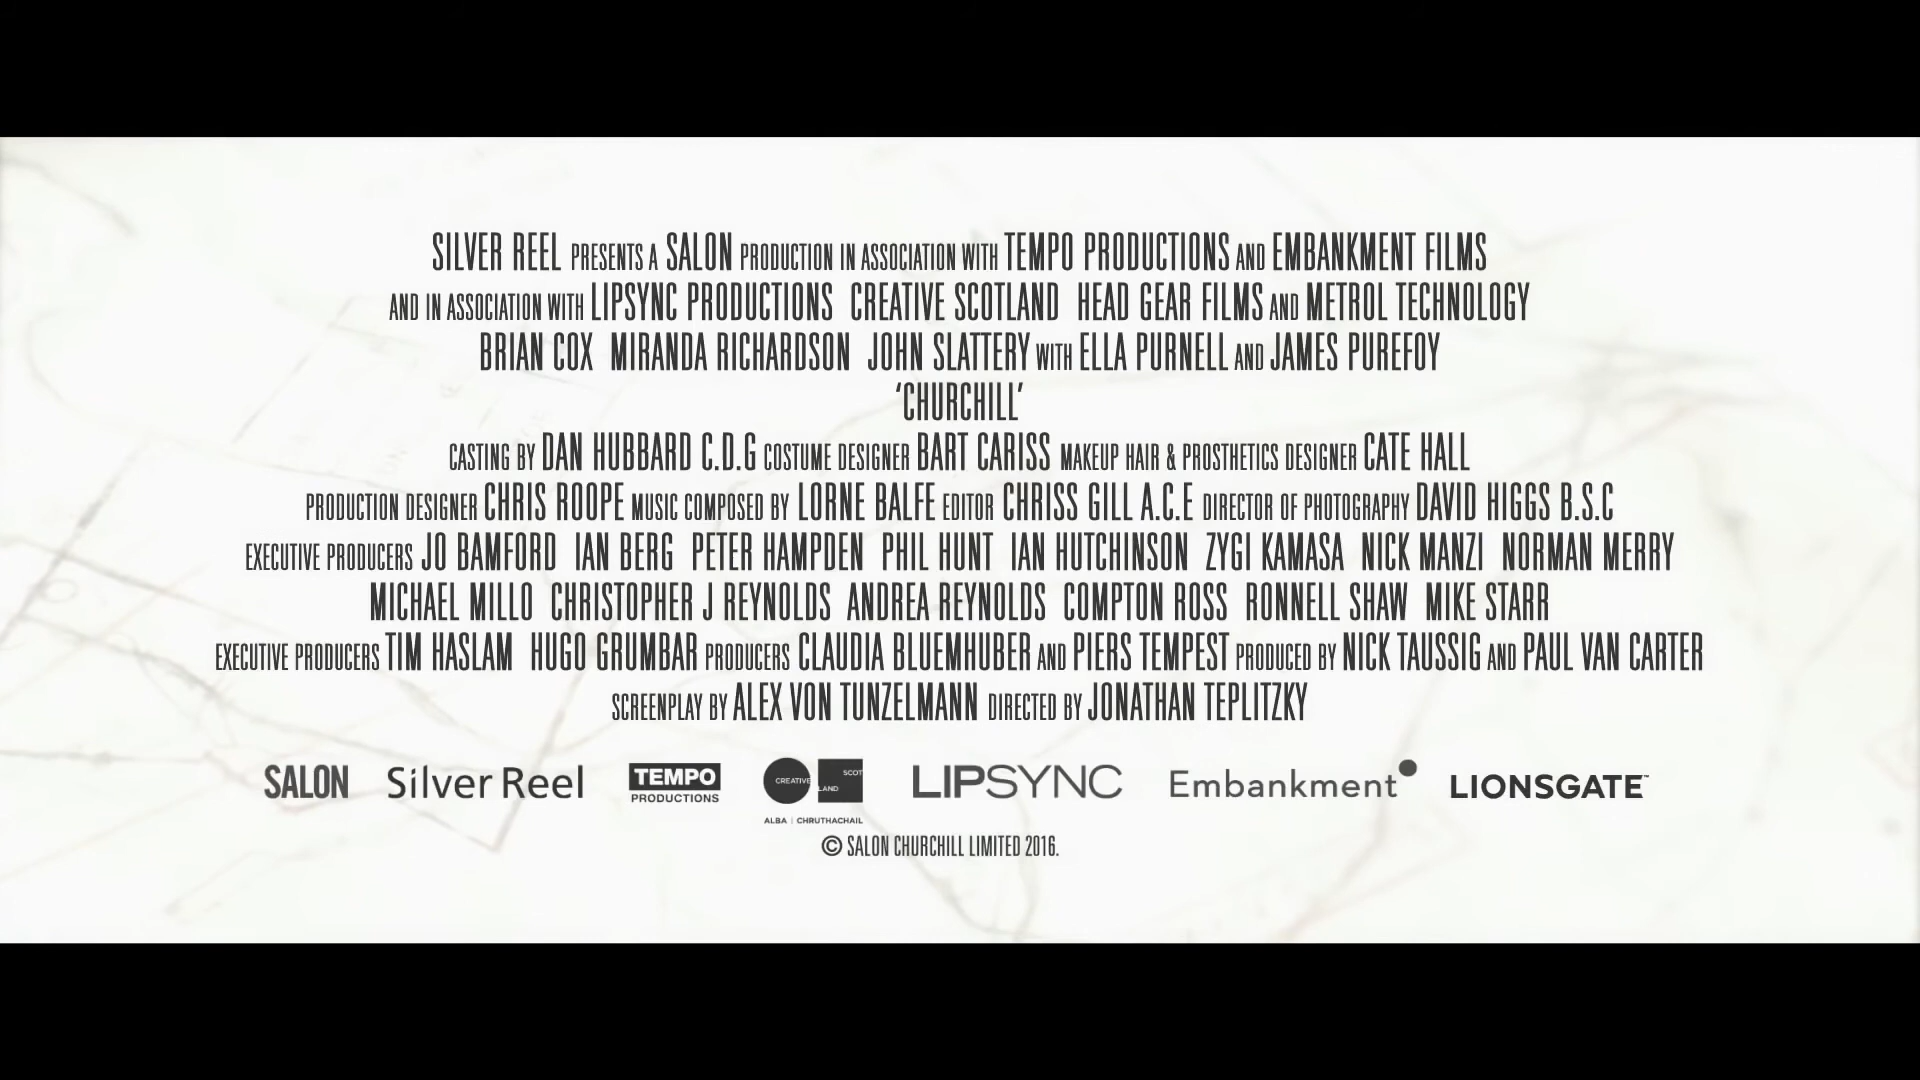 SILVER REEL PRESENTS A SALON PRODUCTION IN ASSOCIATION WITH TEMPO PRODUCTIONS AND EMBANKMENT FILMS
AND IN ASSOCIATION WITH LIPSYNC PRODUCTIONS CREATIVE SCOTLAND HEAD GEAR FILMS AND METROL TECHNOLOGY
BRIAN COX MIRANDA RICHARDSON JOHN SLATTERY WITH ELLA PURNELL AND JAMES PUREFOY
‘CHURCHILL’
CASTING BY DAN HUBBARD C.D.G COSTUME DESIGNER BART CARISS MAKEUP HAIR & PROSTHETICS DESIGNER CATE HALL
PRODUCTION DESIGNER CHRIS ROOPE MUSIC COMPOSED BY LORNE BALFE EDITOR CHRISS GILL A.C.E DIRECTOR OF PHOTOGRAPHY DAVID HIGGS B.S.C
EXECUTIVE PRODUCERS JO BAMFORD IAN BERG PETER HAMPDEN PHIL HUNT IAN HUTCHINSON ZYGI KAMASA NICK MANZI NORMAN MERRY
MICHAEL MILLO CHRISTOPHER J REYNOLDS ANDREA REYNOLDS COMPTON ROSS RONNELL SHAW MIKE STARR
EXECUTIVE PRODUCERS TIM HASLAM HUGO GRUMBAR PRODUCERS CLAUDIA BLUEMHUBER AND PIERS TEMPEST PRODUCED BY NICK TAUSSIG AND PAUL VAN CARTER
SCREENPLAY BY ALEX VON TUNZELMANN DIRECTED BY JONATHAN TEPLITZKY
SALON Silver Reel TEMPO PRODUCTIONS CREATIVE SCOTLAND ALBA | CHRUTHACHAIL LIPSYNC Embankment LIONSGATE™
© SALON CHURCHILL LIMITED 2016.